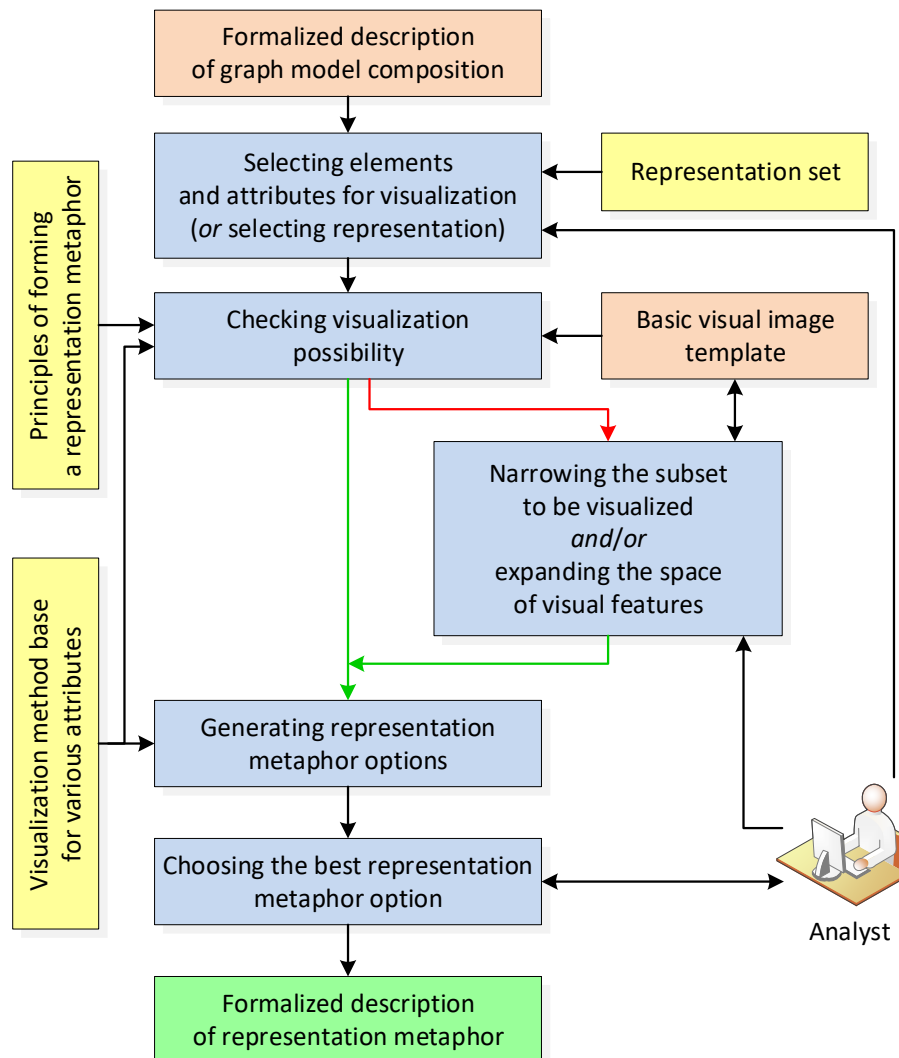 Formalized description
of graph model composition
Selecting elements
and attributes for visualization
(or selecting representation)
Representation set
Principles of forming
a representation metaphor
Checking visualization
possibility
Basic visual image
template
Narrowing the subset
to be visualized
and/or
expanding the space
of visual features
Visualization method base
for various attributes
Generating representation
metaphor options
Choosing the best representation
metaphor option
Analyst
Formalized description
of representation metaphor